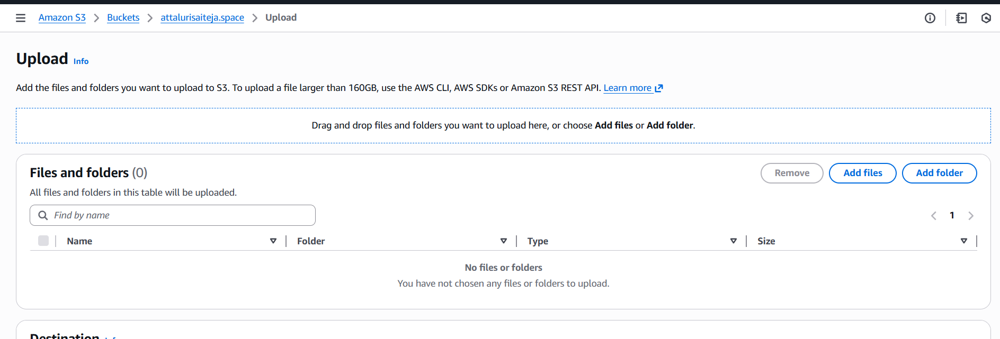 Amazon S3 > Buckets > attalurisaiteja.space > Upload
Upload Info
Add the files and folders you want to upload to S3. To upload a file larger than 160GB, use the AWS CLI, AWS SDKs or Amazon S3 REST API. Learn more
Drag and drop files and folders you want to upload here, or choose Add files or Add folder.
Files and folders (0)
Remove Add files Add folder
All files and folders in this table will be uploaded.
Find by name
1
Name Folder Type Size
No files or folders
You have not chosen any files or folders to upload.
Destination